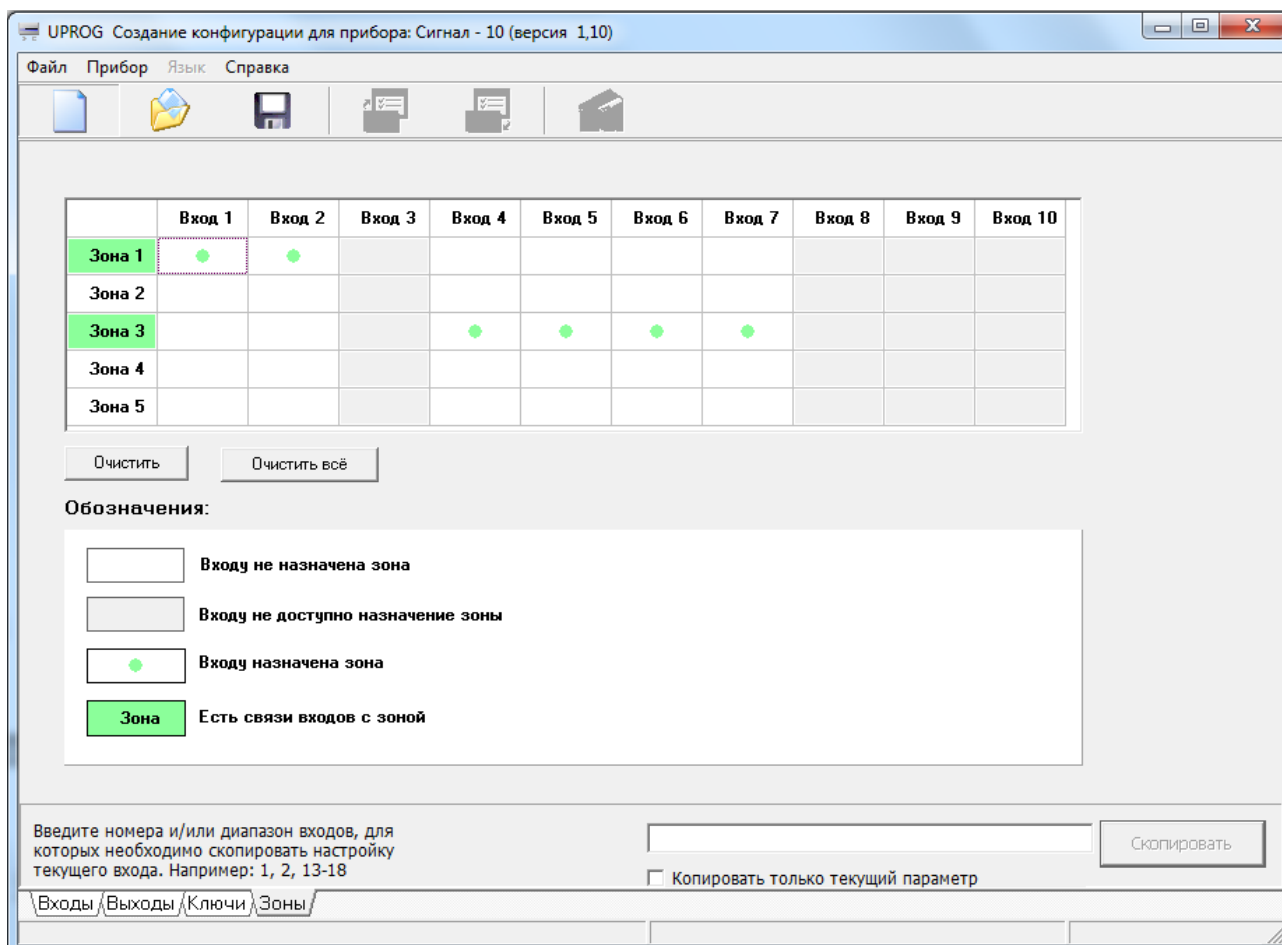 UPROG Создание конфигурации для прибора: Сигнал - 10 (версия 1,10)
Файл Прибор Язык Справка
Вход 1 Вход 2 Вход 3 Вход 4 Вход 5 Вход 6 Вход 7 Вход 8 Вход 9 Вход 10
Зона 1
Зона 2
Зона 3
Зона 4
Зона 5
Очистить Очистить всё
Обозначения:
Входу не назначена зона
Входу не доступно назначение зоны
Входу назначена зона
Зона Есть связи входов с зоной
Введите номера и/или диапазон входов, для
которых необходимо скопировать настройку
текущего входа. Например: 1, 2, 13-18
Скопировать
Копировать только текущий параметр
Входы Выходы Ключи Зоны